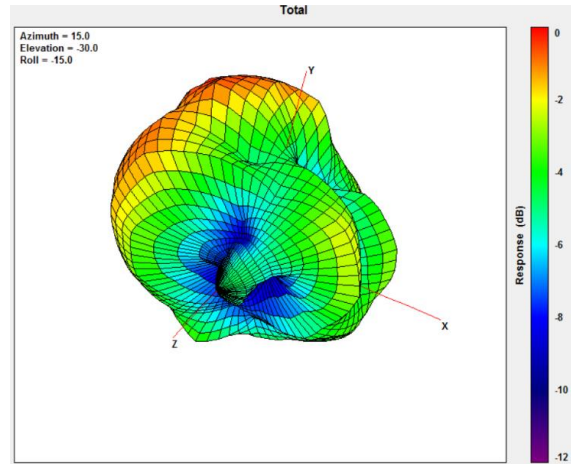 Total
Azimuth = 15.0
Elevation = -30.0
Roll = -15.0
Y
X
Z
0
-2
-4
-6
-8
-10
-12
Response (dB)